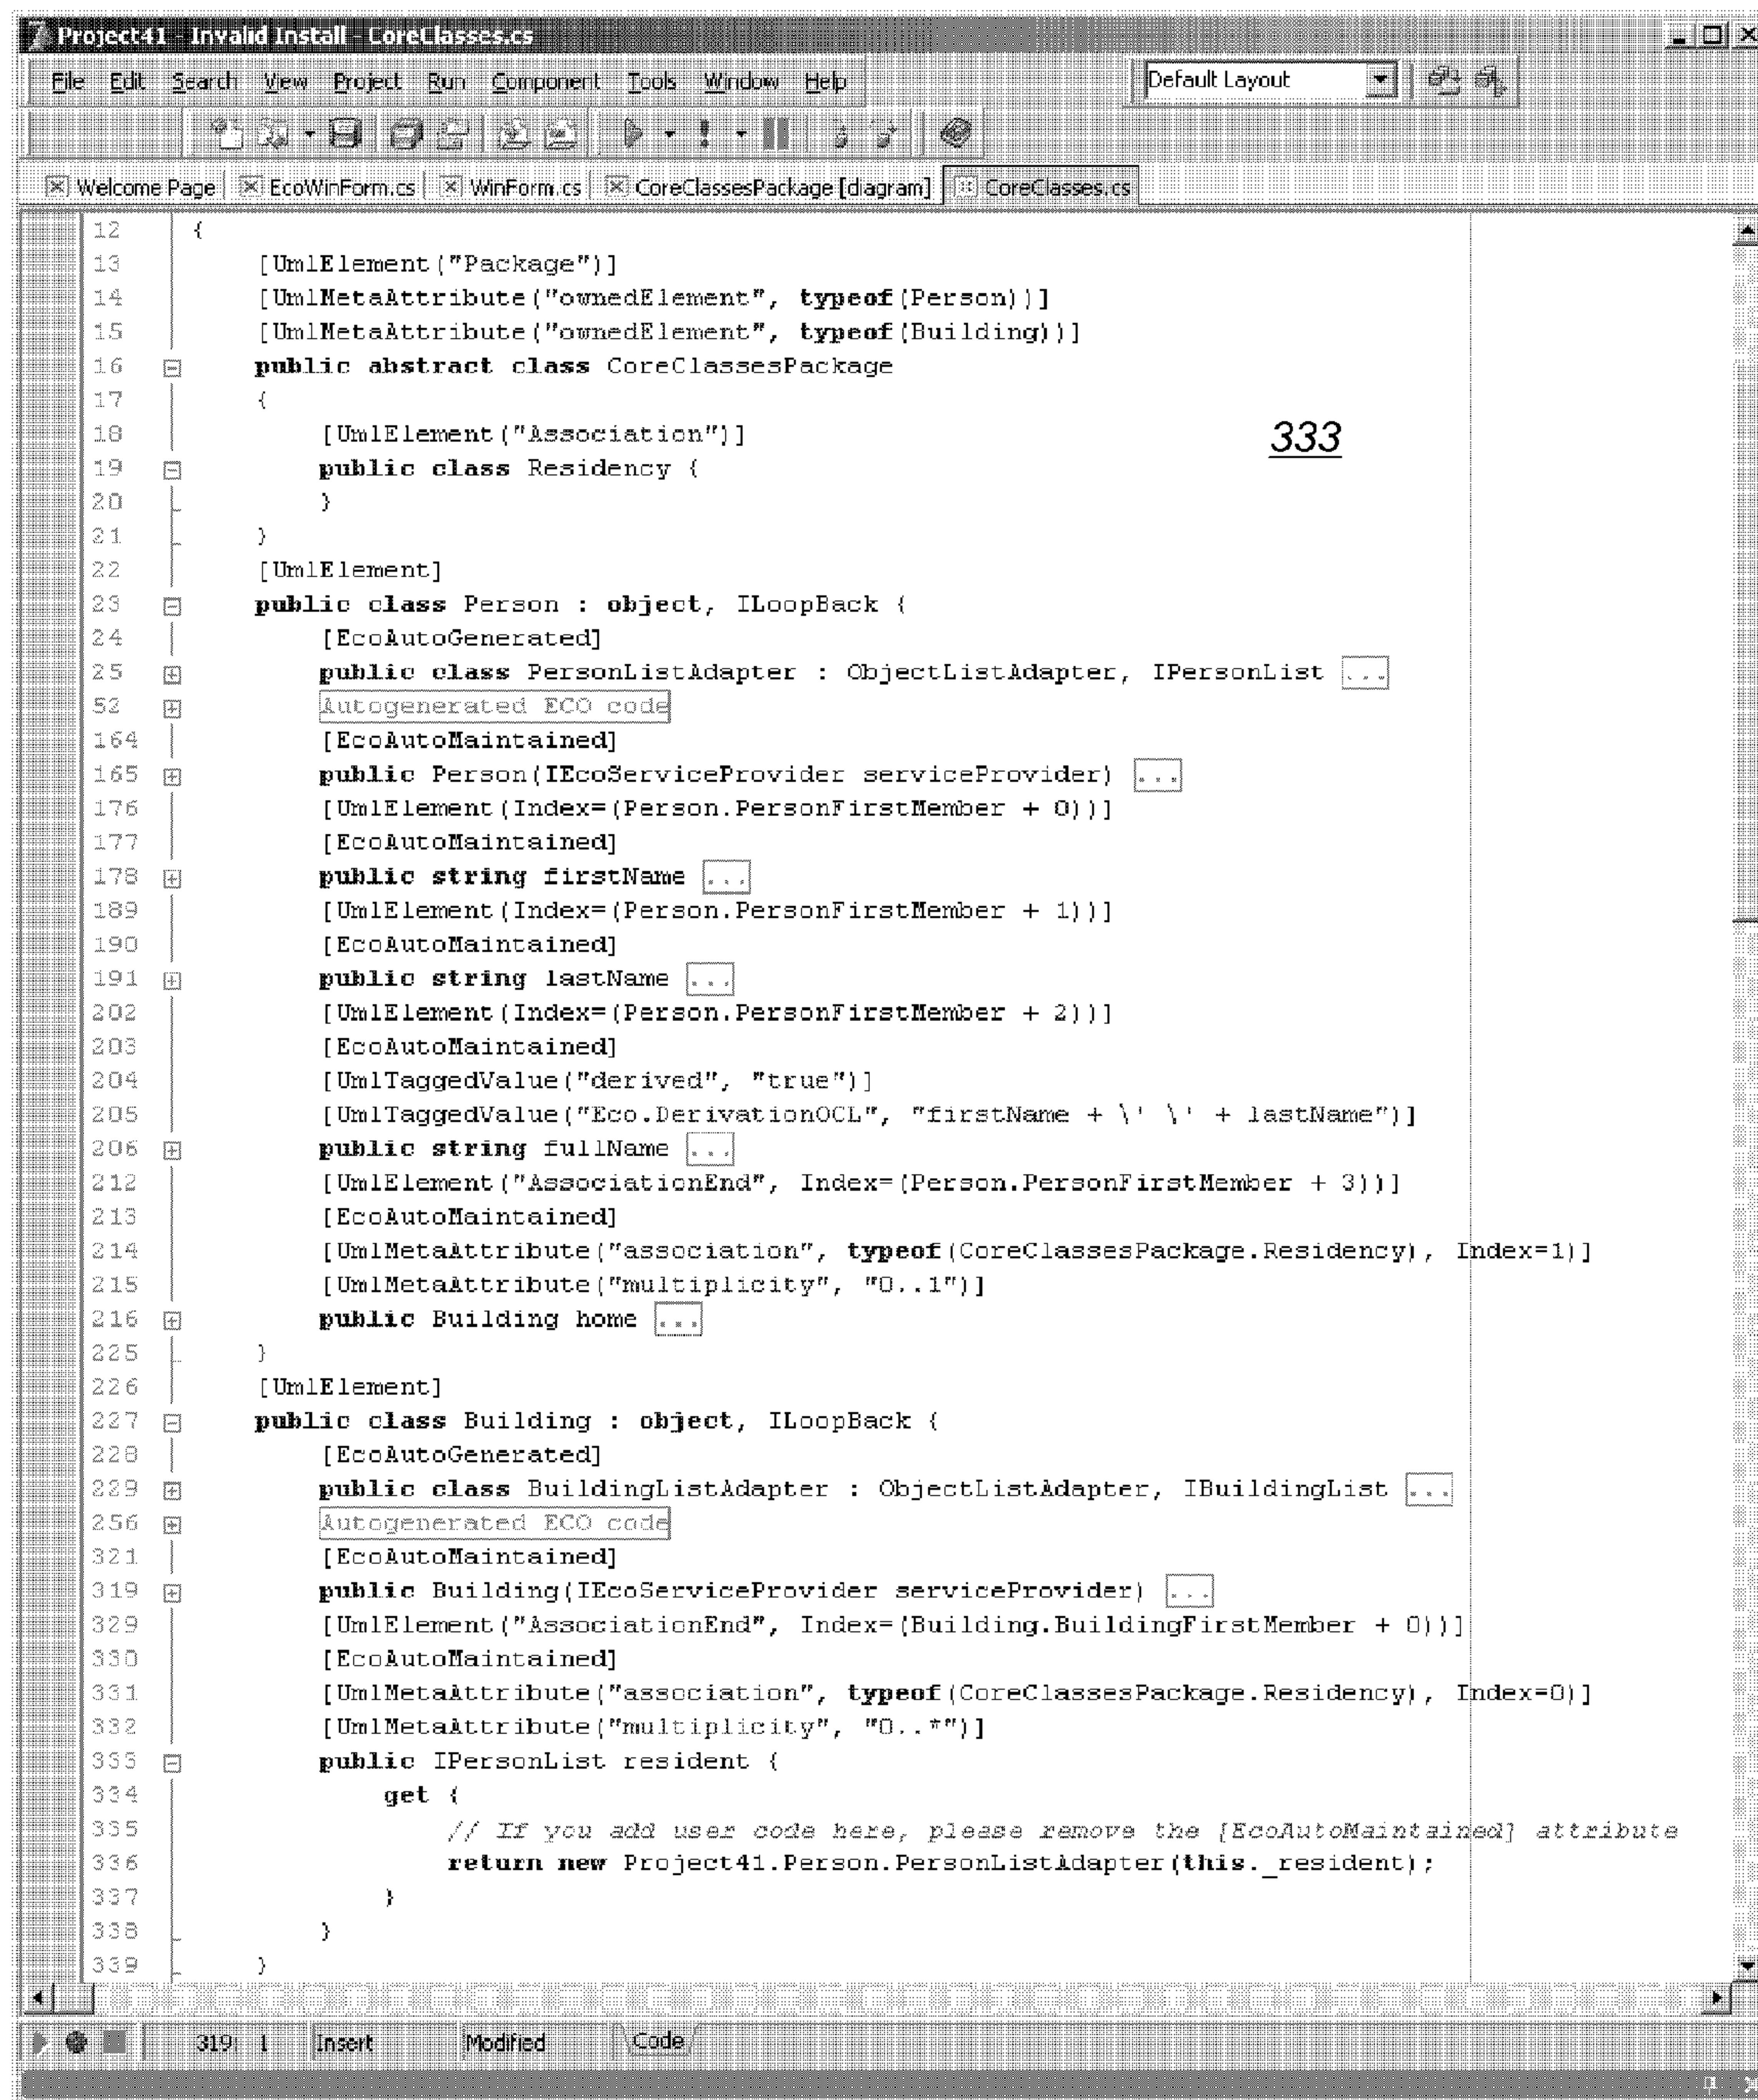 Project41 - Invalid Install - CoreClasses.cs
File Edit Search View Project Run Component Tools Window Help Default Layout
Welcome Page EcoWinForm.cs WinForm.cs CoreClassesPackage [diagram] CoreClasses.cs
12 {
13 [UmlElement("Package")]
14 [UmlMetaAttribute("ownedElement", typeof(Person))]
15 [UmlMetaAttribute("ownedElement", typeof(Building))]
16 public abstract class CoreClassesPackage
17 {
18 [UmlElement("Association")]
333
19 public class Residency {
20 }
21 }
22 [UmlElement]
23 public class Person : object, ILoopBack {
24 [EcoAutoGenerated]
25 public class PersonListAdapter : ObjectListAdapter, IPersonList ...
52 Autogenerated ECO code
164 [EcoAutoMaintained]
165 public Person(IEcoServiceProvider serviceProvider) ...
176 [UmlElement(Index=(Person.PersonFirstMember + 0))]
177 [EcoAutoMaintained]
178 public string firstName ...
189 [UmlElement(Index=(Person.PersonFirstMember + 1))]
190 [EcoAutoMaintained]
191 public string lastName ...
202 [UmlElement(Index=(Person.PersonFirstMember + 2))]
203 [EcoAutoMaintained]
204 [UmlTaggedValue("derived", "true")]
205 [UmlTaggedValue("Eco.DerivationOCL", "firstName + \' \' + lastName")]
206 public string fullName ...
212 [UmlElement("AssociationEnd", Index=(Person.PersonFirstMember + 3))]
213 [EcoAutoMaintained]
214 [UmlMetaAttribute("association", typeof(CoreClassesPackage.Residency), Index=1)]
215 [UmlMetaAttribute("multiplicity", "0..1")]
216 public Building home ...
225 }
226 [UmlElement]
227 public class Building : object, ILoopBack {
228 [EcoAutoGenerated]
229 public class BuildingListAdapter : ObjectListAdapter, IBuildingList ...
256 Autogenerated ECO code
321 [EcoAutoMaintained]
319 public Building(IEcoServiceProvider serviceProvider) ...
329 [UmlElement("AssociationEnd", Index=(Building.BuildingFirstMember + 0))]
330 [EcoAutoMaintained]
331 [UmlMetaAttribute("association", typeof(CoreClassesPackage.Residency), Index=0)]
332 [UmlMetaAttribute("multiplicity", "0..*")]
333 public IPersonList resident {
334 get {
335 // If you add user code here, please remove the [EcoAutoMaintained] attribute
336 return new Project41.Person.PersonListAdapter(this._resident);
337 }
338 }
339 }
319: 1 Insert Modified Code